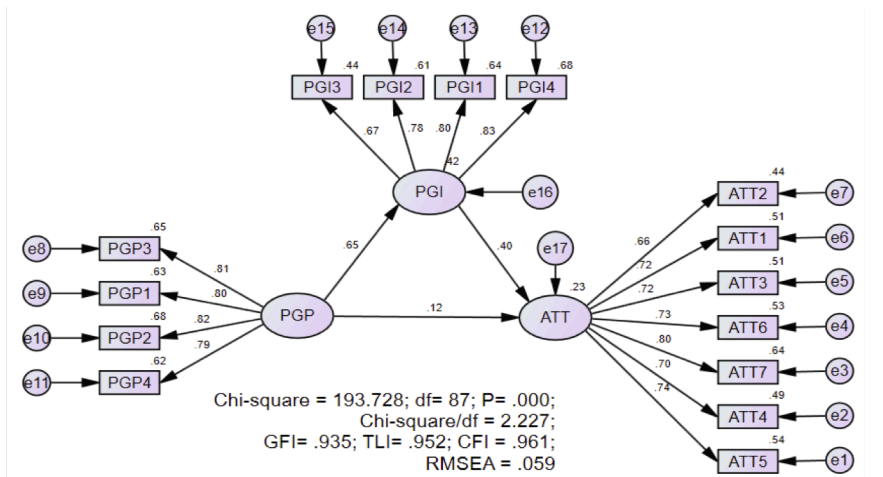 e15 e14 e13 e12
.44 .61 .64 .68
PGI3 PGI2 PGI1 PGI4
.67 .78 .80 .83
.42
PGI
e16
.44
ATT2
e7
.51
ATT1
e6
.51
ATT3
e5
.53
ATT6
e4
.64
ATT7
e3
.49
ATT4
e2
.54
ATT5
e1
.65
e8
PGP3
.63
e9
PGP1
.68
e10
PGP2
.62
e11
PGP4
.81
.80
.82
.79
PGP
.65
.40
.12
e17
.23
ATT
.66
.72
.72
.73
.80
.70
.74
Chi-square = 193.728; df= 87; P= .000;
Chi-square/df = 2.227;
GFI= .935; TLI= .952; CFI = .961;
RMSEA = .059